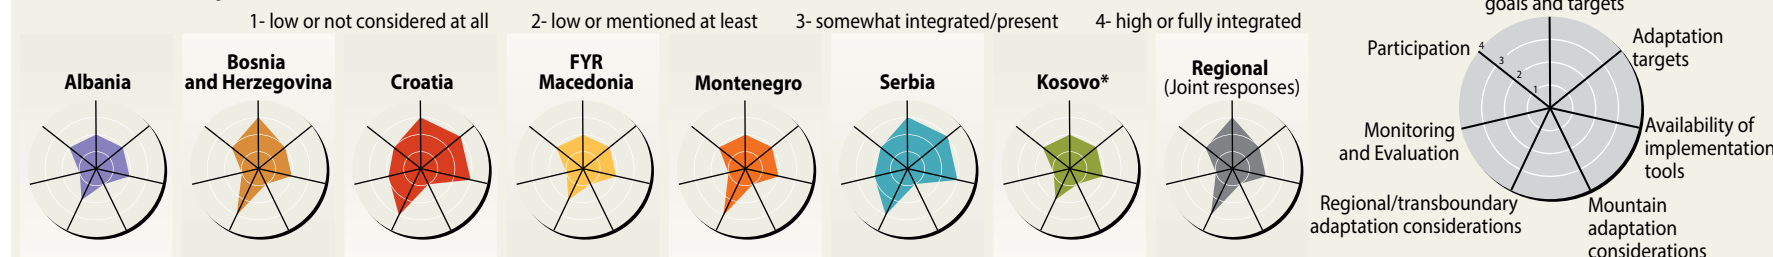 1- low or not considered at all
2- low or mentioned at least
3- somewhat integrated/present
4- high or fully integrated
Albania
Bosnia
and Herzegovina
Croatia
FYR
Macedonia
Montenegro
Serbia
Kosovo*
Regional
(Joint responses)
goals and targets
Participation
4
3
2
1
Adaptation
targets
Availability of
implementation
tools
Mountain
adaptation
considerations
Regional/transboundary
adaptation considerations
Monitoring
and Evaluation